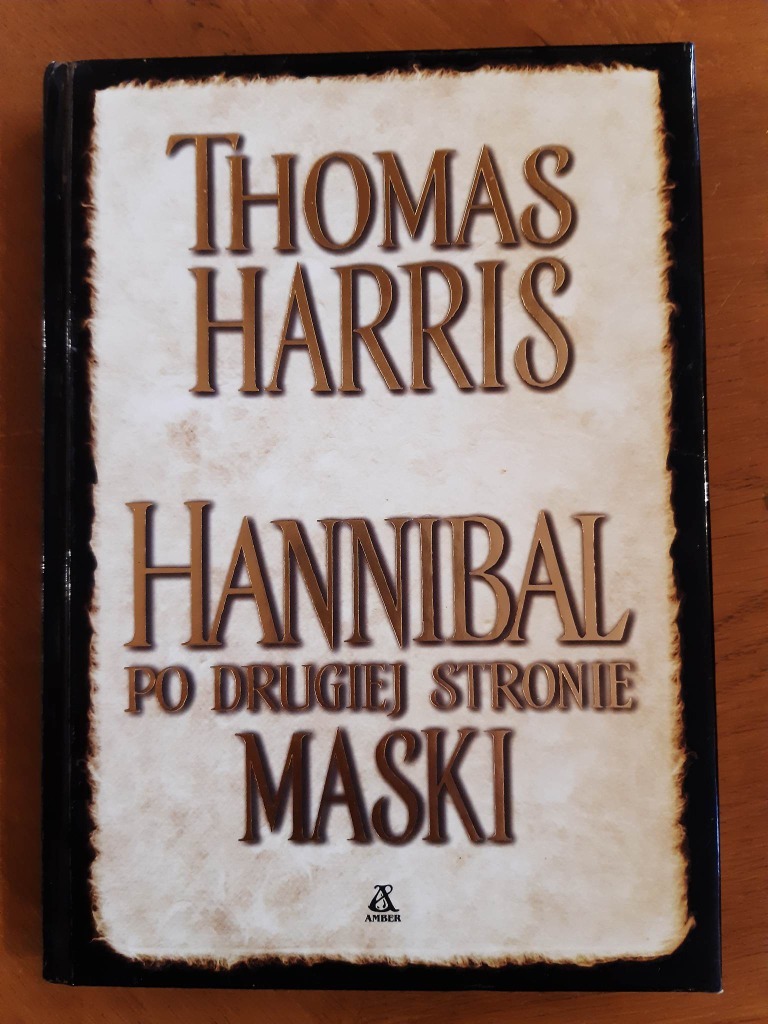 THOMAS
HARRIS
HANNIBAL
PO DRUGIEJ STRONIE
MASKI
AMBER